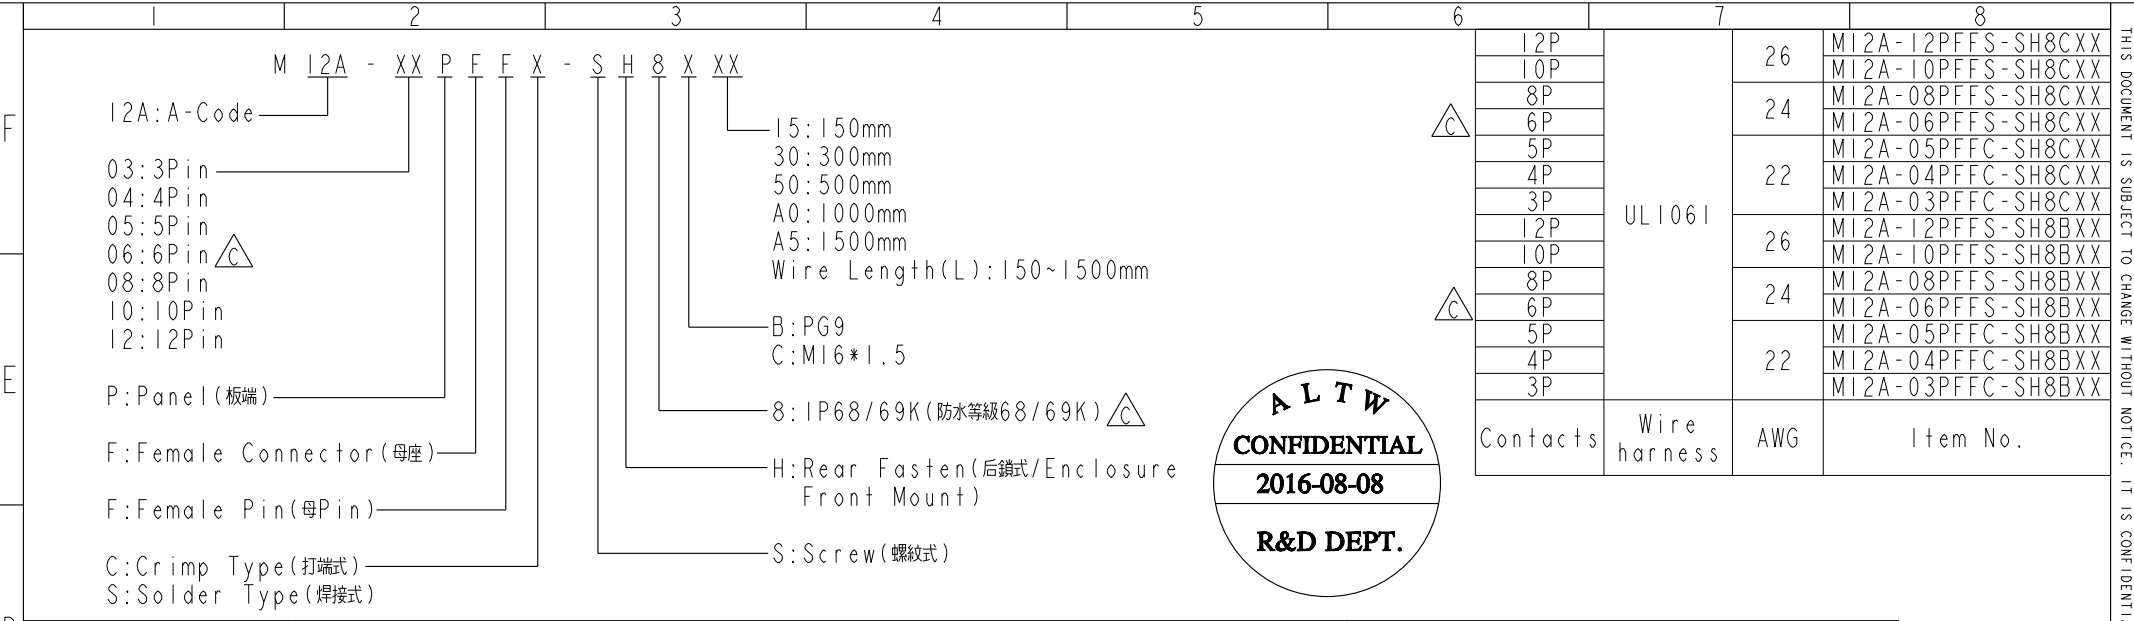 1 2 3 4 5 6 7 8
F
E
M 12A - XX P F F X - S H 8 X XX
12A:A-Code
03:3Pin
04:4Pin
05:5Pin
06:6Pin C
08:8Pin
10:10Pin
12:12Pin
P:Panel(板端)
F:Female Connector(母座)
F:Female Pin(母Pin)
C:Crimp Type(打端式)
S:Solder Type(焊接式)
15:150mm
30:300mm
50:500mm
A0:1000mm
A5:1500mm
Wire Length(L):150~1500mm
B:PG9
C:M16*1.5
8:IP68/69K(防水等級68/69K) C
H:Rear Fasten(后鎖式/Enclosure
Front Mount)
S:Screw(螺紋式)
ALTW
CONFIDENTIAL
2016-08-08
R&D DEPT.
12P UL1061 26 M12A-12PFFS-SH8CXX
10P M12A-10PFFS-SH8CXX
8P 24 M12A-08PFFS-SH8CXX
C 6P M12A-06PFFS-SH8CXX
5P 22 M12A-05PFFC-SH8CXX
4P M12A-04PFFC-SH8CXX
3P M12A-03PFFC-SH8CXX
12P 26 M12A-12PFFS-SH8BXX
10P M12A-10PFFS-SH8BXX
8P 24 M12A-08PFFS-SH8BXX
C 6P M12A-06PFFS-SH8BXX
5P 22 M12A-05PFFC-SH8BXX
4P M12A-04PFFC-SH8BXX
3P M12A-03PFFC-SH8BXX
Contacts Wire harness AWG Item No.
THIS DOCUMENT IS SUBJECT TO CHANGE WITHOUT NOTICE. IT IS